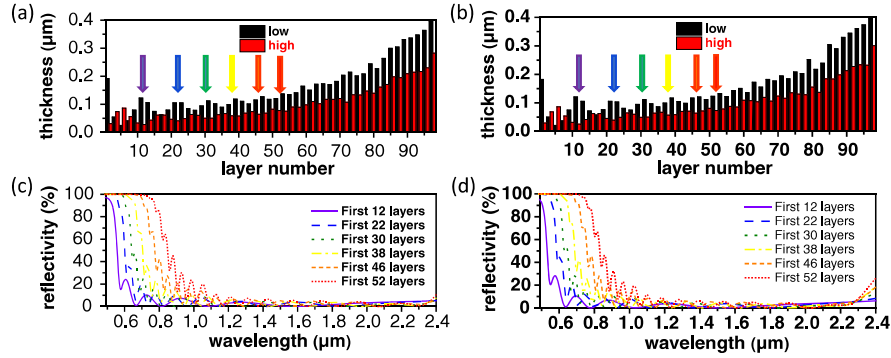 (a)
thickness (µm)
0.4
0.3
0.2
0.1
0.0
low
high
10 20 30 40 50 60 70 80 90
layer number
(b)
thickness (µm)
0.4
0.3
0.2
0.1
0.0
low
high
10 20 30 40 50 60 70 80 90
layer number
(c)
reflectivity (%)
100
80
60
40
20
0
First 12 layers
First 22 layers
First 30 layers
First 38 layers
First 46 layers
First 52 layers
0.6 0.8 1.0 1.2 1.4 1.6 1.8 2.0 2.2 2.4
wavelength (µm)
(d)
reflectivity (%)
100
80
60
40
20
0
First 12 layers
First 22 layers
First 30 layers
First 38 layers
First 46 layers
First 52 layers
0.6 0.8 1.0 1.2 1.4 1.6 1.8 2.0 2.2 2.4
wavelength (µm)